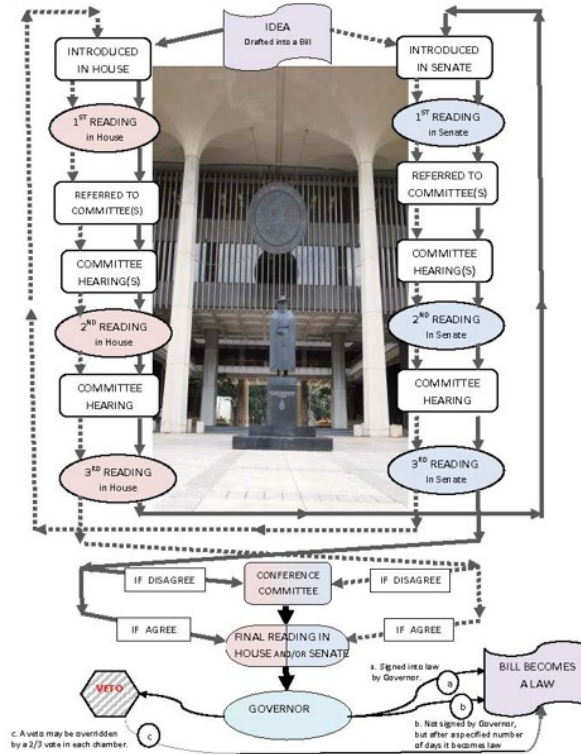 IDEA
Drafted into a Bill
INTRODUCED
IN HOUSE
INTRODUCED
IN SENATE
1ST READING
in House
1ST READING
in Senate
REFERRED TO
COMMITTEE(S)
REFERRED TO
COMMITTEE(S)
COMMITTEE
HEARING(S)
COMMITTEE
HEARING(S)
2ND READING
in House
2ND READING
In Senate
COMMITTEE
HEARING
COMMITTEE
HEARING
3RD READING
in House
3RD READING
in Senate
IF DISAGREE
CONFERENCE
COMMITTEE
IF DISAGREE
IF AGREE
FINAL READING IN
HOUSE AND/OR SENATE
IF AGREE
VETO
GOVERNOR
a. Signed into law
by Governor.
a
b
BILL BECOMES
A LAW
c
c. A veto may be overridden
by a 2/3 vote in each chamber.
b. Not signed by Governor,
but after a specified number
of days it becomes law